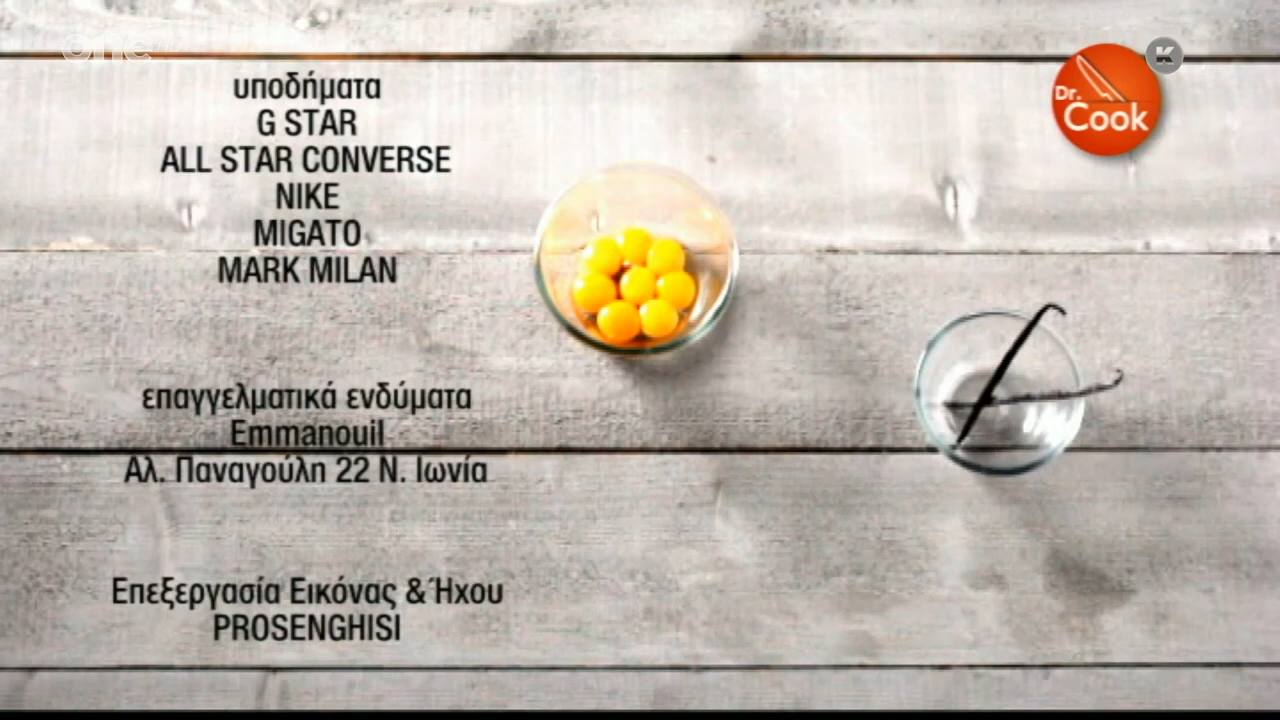 one
Dr.
Cook
K
υποδήματα
G STAR
ALL STAR CONVERSE
NIKE
MIGATO
MARK MILAN
επαγγελματικά ενδύματα
Emmanouil
Αλ. Παναγούλη 22 Ν. Ιωνία
Επεξεργασία Εικόνας & Ήχου
PROSENGHISI